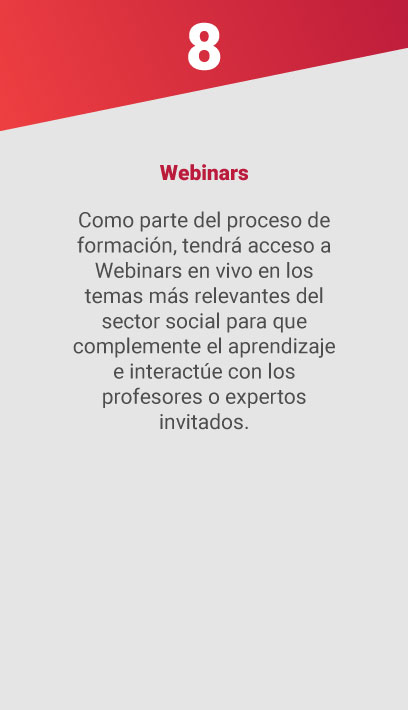 8
Webinars
Como parte del proceso de
formación, tendrá acceso a
Webinars en vivo en los
temas más relevantes del
sector social para que
complemente el aprendizaje
e interactúe con los
profesores o expertos
invitados.